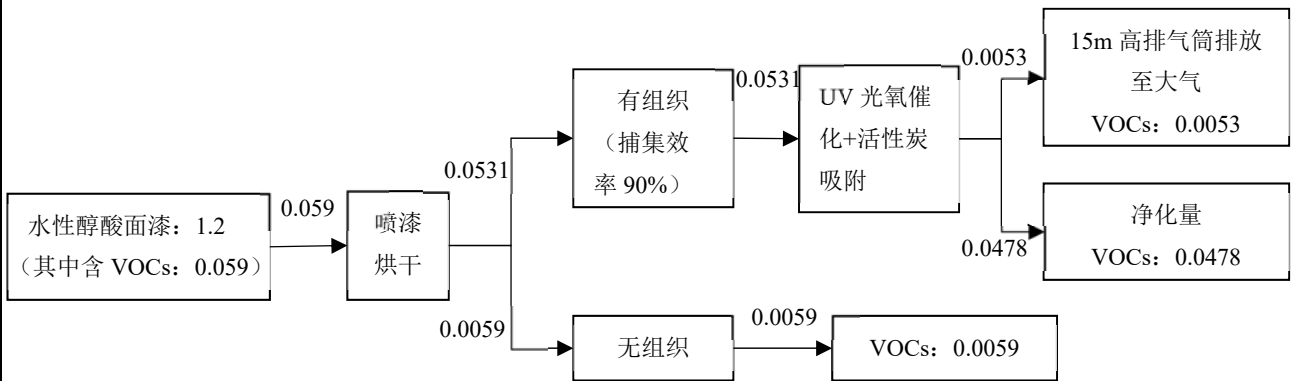 水性醇酸面漆：1.2
（其中含 VOCs：0.059）
0.059
喷漆
烘干
0.0531
0.0059
有组织
（捕集效
率 90%）
0.0531
UV 光氧催
化+活性炭
吸附
0.0053
15m 高排气筒排放
至大气
VOCs：0.0053
0.0478
净化量
VOCs：0.0478
无组织
0.0059
VOCs：0.0059